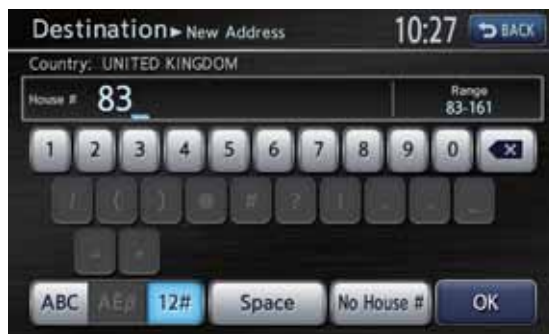 Destination ► New Address 10:27 BACK
Country: UNITED KINGDOM
House # 83_ Range
83-161
1 2 3 4 5 6 7 8 9 0
/ ( ) # ?
ABC 12# Space No House # OK